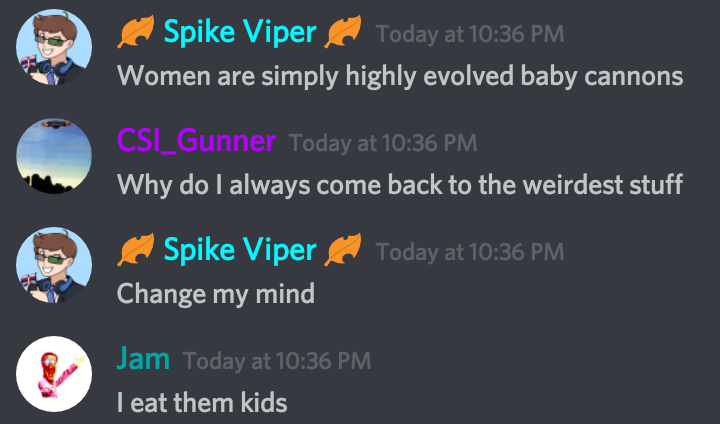 Spike Viper Today at 10:36 PM
Women are simply highly evolved baby cannons
CSI_Gunner Today at 10:36 PM
Why do I always come back to the weirdest stuff
Spike Viper Today at 10:36 PM
Change my mind
Jam Today at 10:36 PM
I eat them kids